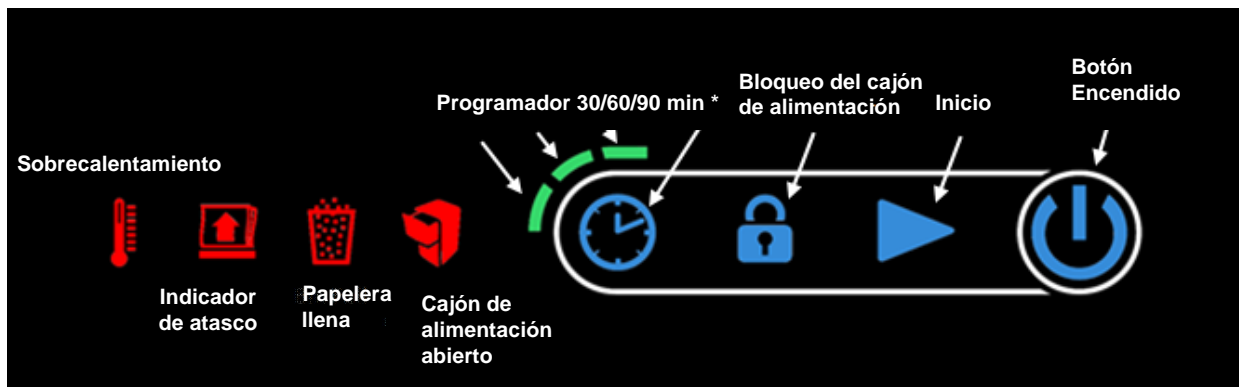 Botón
Encendido
Bloqueo del cajón
de alimentación
Programador 30/60/90 min *
Inicio
Sobrecalentamiento
Indicador
de atasco
Papelera
llena
Cajón de
alimentación
abierto